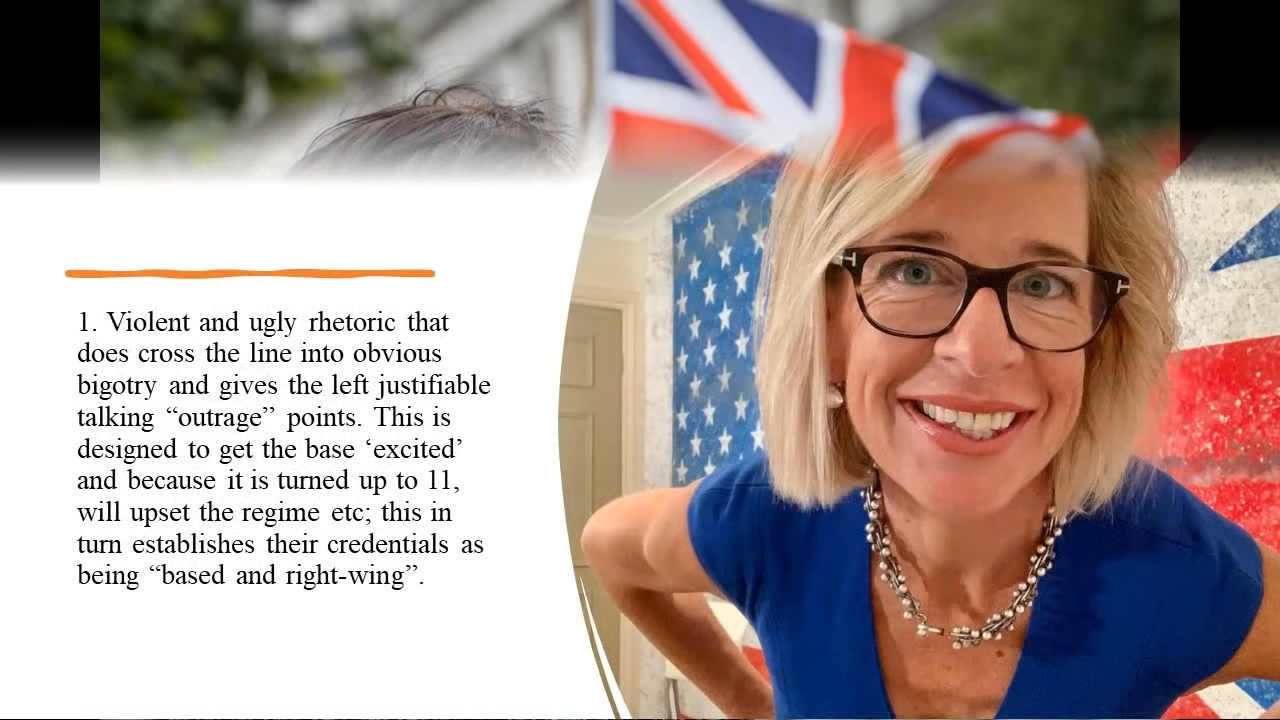 1. Violent and ugly rhetoric that
does cross the line into obvious
bigotry and gives the left justifiable
talking “outrage” points. This is
designed to get the base ‘excited’
and because it is turned up to 11,
will upset the regime etc; this in
turn establishes their credentials as
being “based and right-wing”.